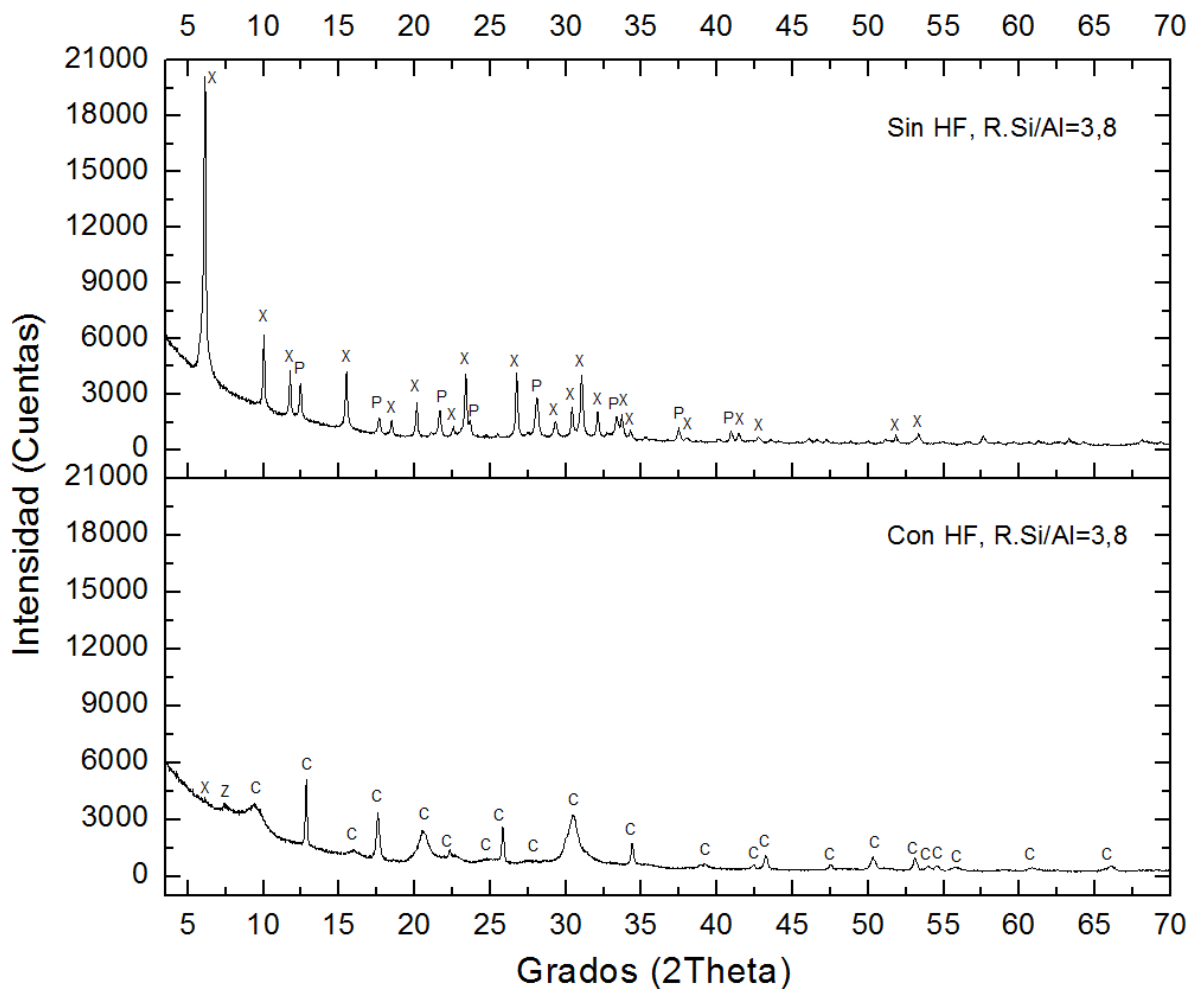 5 10 15 20 25 30 35 40 45 50 55 60 65 70
21000
18000
15000
12000
9000
6000
3000
0
X
Sin HF, R.Si/Al=3,8
X X P X P X X P X X P X P X X X X P X X P X P X X X X
21000
18000
15000
12000
9000
6000
3000
0
Con HF, R.Si/Al=3,8
X Z C C C C C C C C C C C C C C C C C C C C C
5 10 15 20 25 30 35 40 45 50 55 60 65 70
Intensidad (Cuentas)
Grados (2Theta)